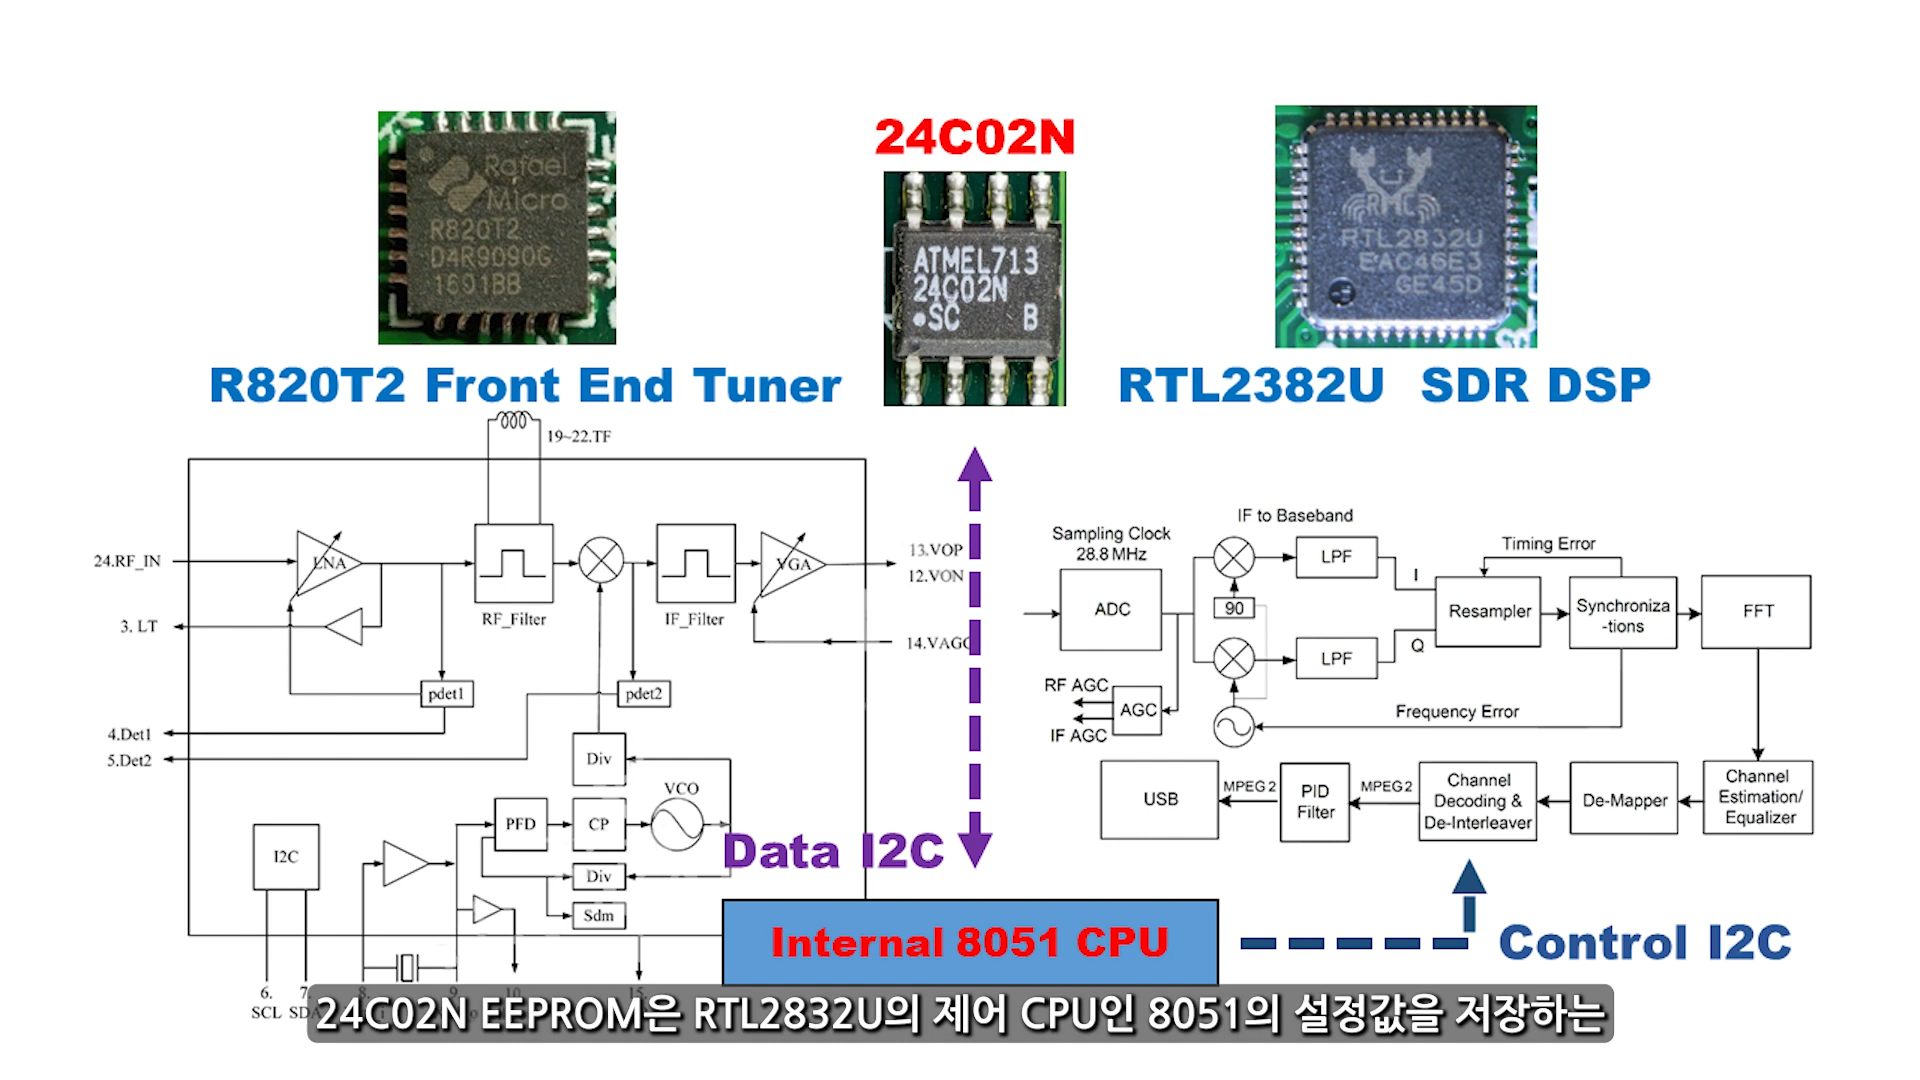 24C02N
Rafael
Micro
R820T2
D4R9090G
1691BB
ATMEL713
24C02N
SC B
RTL2832U
EAC46E3
GE45D
R820T2 Front End Tuner
RTL2382U SDR DSP
19~22.TF
24.RF_IN
LNA
RF_Filter
IF_Filter
VGA
13.VOP
12.VON
14.VAGC
3. LT
pdet1
pdet2
4.Det1
5.Det2
Div
VCO
PFD
CP
Div
Sdm
I2C
6.
SCL
7.
SDA
Sampling Clock
28.8 MHz
IF to Baseband
ADC
90
LPF
LPF
I
Q
Timing Error
Resampler
Synchroniza
-tions
FFT
RF AGC
AGC
IF AGC
Frequency Error
USB
MPEG2
PID
Filter
MPEG2
Channel
Decoding &
De-Interleaver
De-Mapper
Channel
Estimation/
Equalizer
Data I2C
Internal 8051 CPU
Control I2C
24C02N EEPROM은 RTL2832U의 제어 CPU인 8051의 설정값을 저장하는